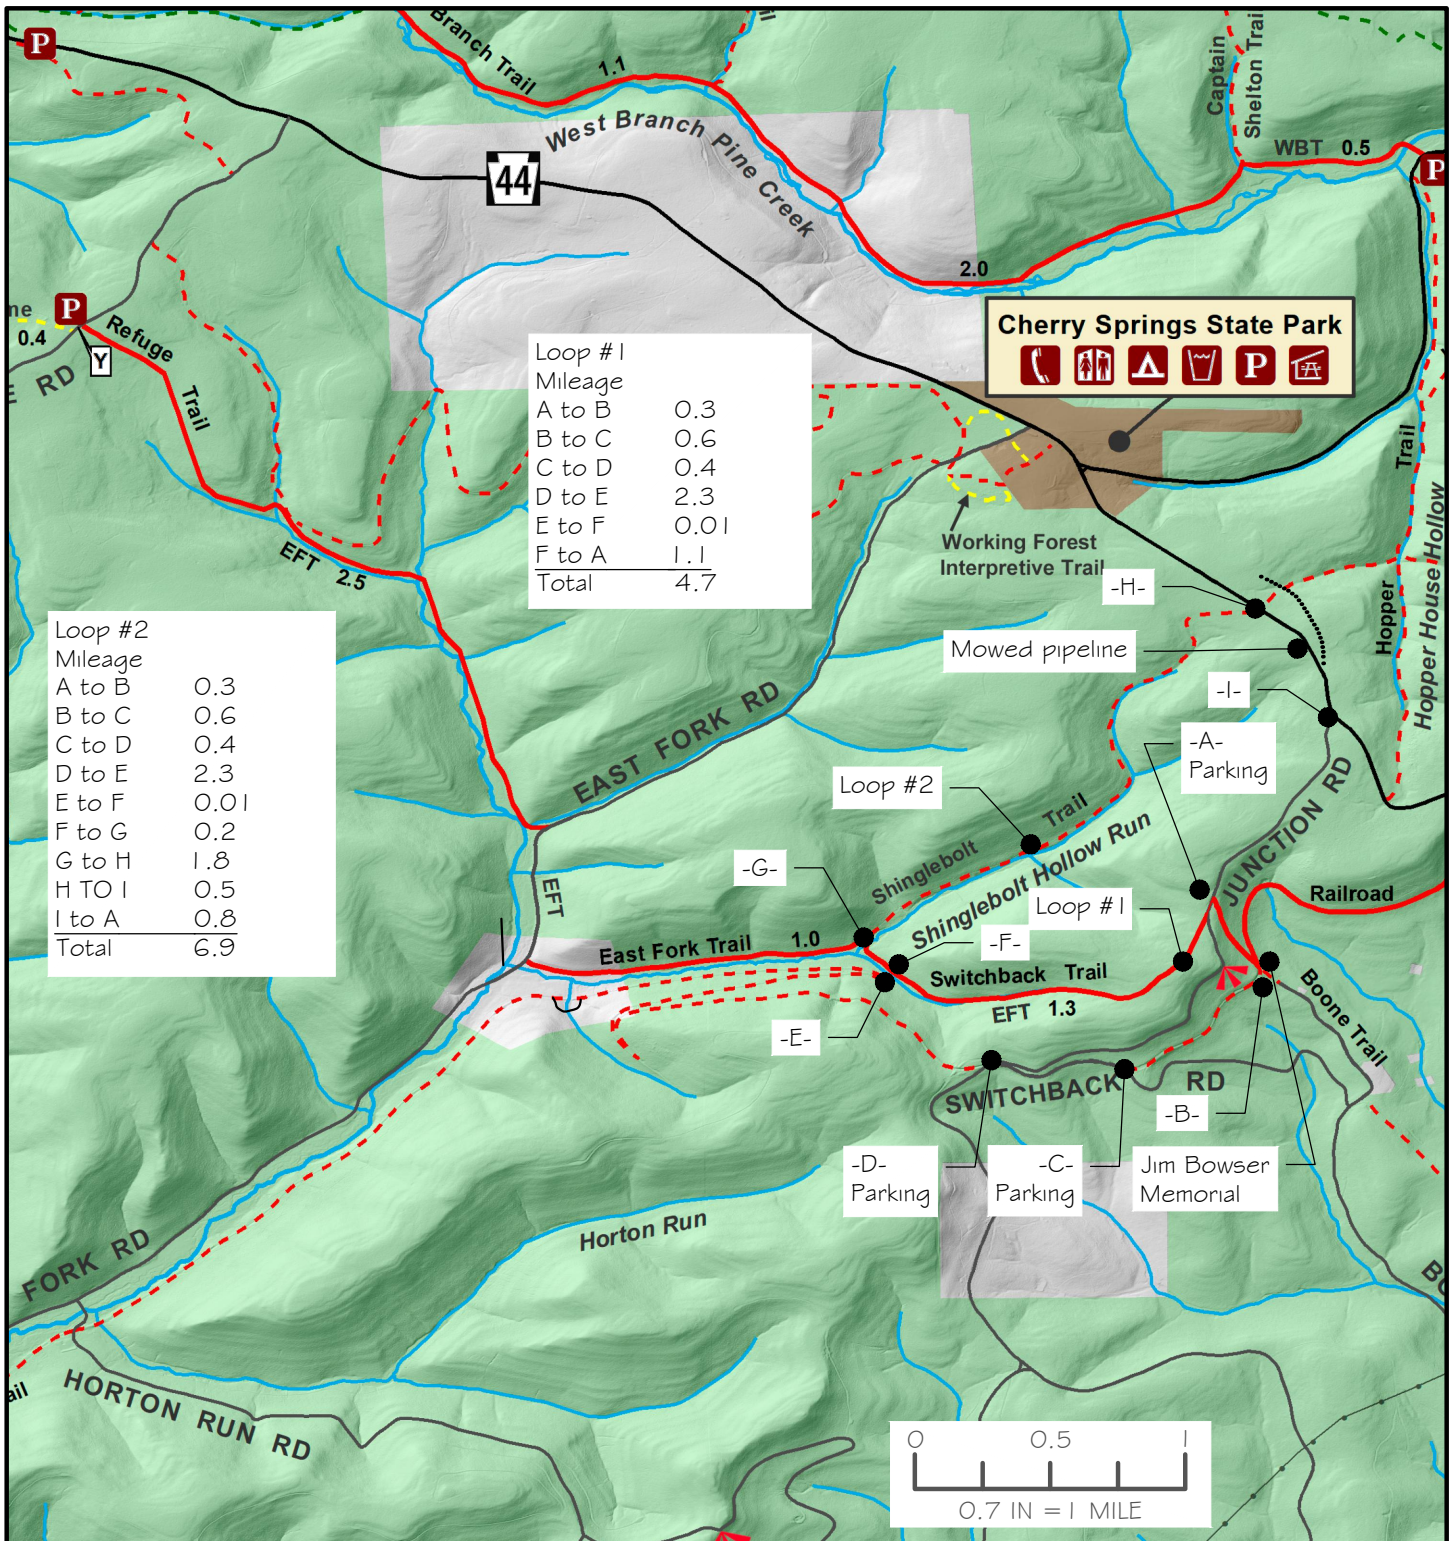 P
Branch Trail
1.1
il
Captain
Shelton Trail
WBT 0.5
P
West Branch Pine Creek
44
2.0
P
ne
0.4
Y
E RD
Refuge
Trail
EFT 2.5
Cherry Springs State Park
P
Loop #1
Mileage
A to B 0.3
B to C 0.6
C to D 0.4
D to E 2.3
E to F 0.01
F to A 1.1
Total 4.7
Working Forest
Interpretive Trail
Hopper
Trail
Hopper House Hollow
-H-
Mowed pipeline
-I-
Loop #2
Mileage
A to B 0.3
B to C 0.6
C to D 0.4
D to E 2.3
E to F 0.01
F to G 0.2
G to H 1.8
H TO I 0.5
I to A 0.8
Total 6.9
EAST FORK RD
-A-
Parking
Loop #2
JUNCTION RD
Shinglebolt Trail
Shinglebolt Hollow Run
-G-
EFT
Loop #1
Railroad
East Fork Trail 1.0
-F-
Switchback Trail
EFT 1.3
Boone Trail
-E-
SWITCHBACK RD
-B-
-D-
Parking
-C-
Parking
Jim Bowser
Memorial
Horton Run
FORK RD
BO
ail
HORTON RUN RD
0 0.5 1
0.7 IN = 1 MILE